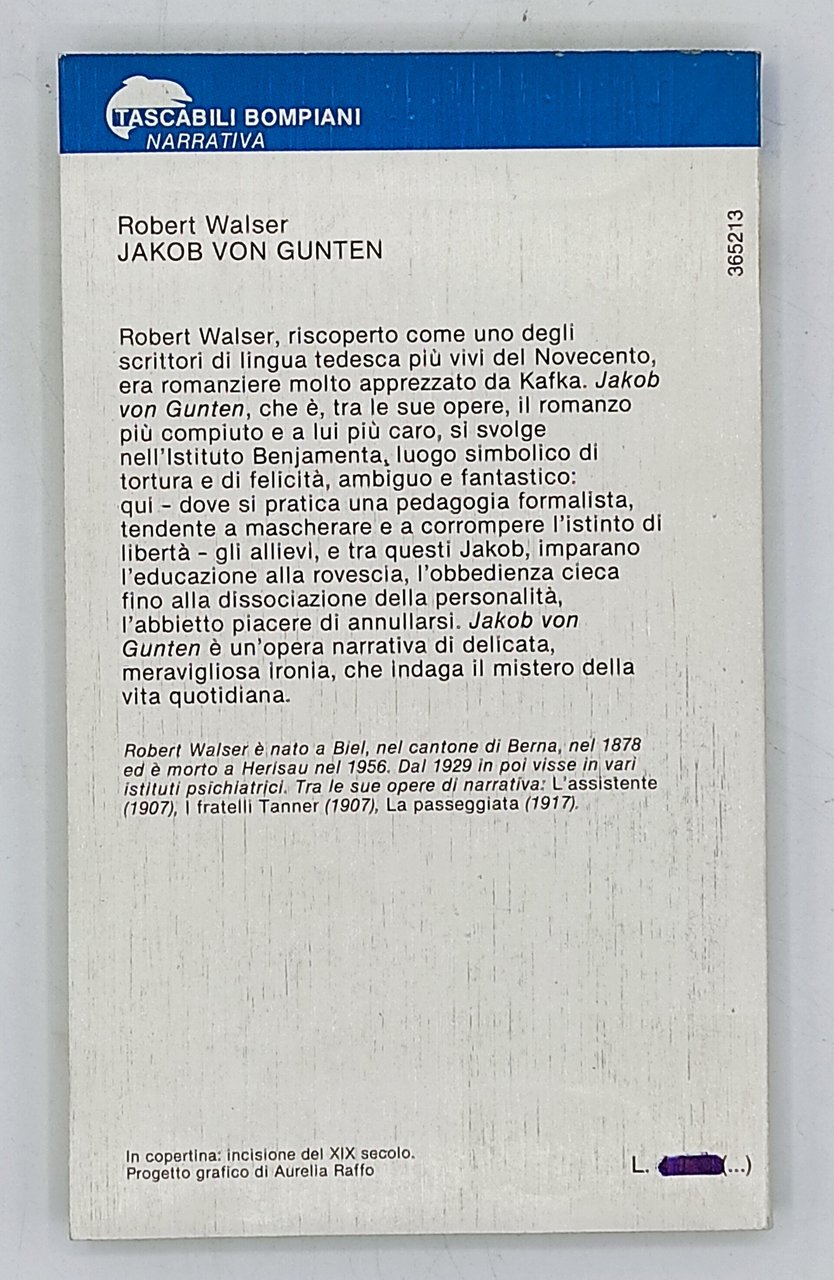 TASCABILI BOMPIANI
NARRATIVA
Robert Walser
JAKOB VON GUNTEN
365213
Robert Walser, riscoperto come uno degli
scrittori di lingua tedesca più vivi del Novecento,
era romanziere molto apprezzato da Kafka. Jakob
von Gunten, che è, tra le sue opere, il romanzo
più compiuto e a lui più caro, si svolge
nell'Istituto Benjamenta, luogo simbolico di
tortura e di felicità, ambiguo e fantastico:
qui – dove si pratica una pedagogia formalista,
tendente a mascherare e a corrompere l'istinto di
libertà – gli allievi, e tra questi Jakob, imparano
l'educazione alla rovescia, l'obbedienza cieca
fino alla dissociazione della personalità,
l'abbietto piacere di annullarsi. Jakob von
Gunten è un'opera narrativa di delicata,
meravigliosa ironia, che indaga il mistero della
vita quotidiana.
Robert Walser è nato a Biel, nel cantone di Berna, nel 1878
ed è morto a Herisau nel 1956. Dal 1929 in poi visse in vari
istituti psichiatrici. Tra le sue opere di narrativa: L'assistente
(1907), I fratelli Tanner (1907), La passeggiata (1917).
In copertina: incisione del XIX secolo.
Progetto grafico di Aurelia Raffo
L. (...)